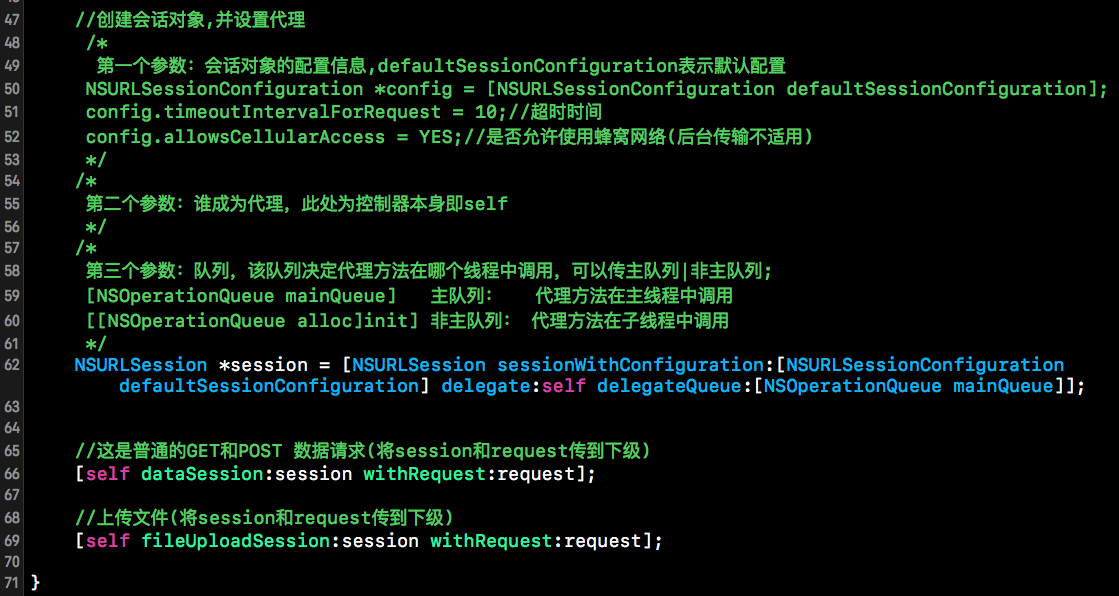 47 //创建会话对象,并设置代理
48 /*
49 第一个参数：会话对象的配置信息,defaultSessionConfiguration表示默认配置
50 NSURLSessionConfiguration *config = [NSURLSessionConfiguration defaultSessionConfiguration];
51 config.timeoutIntervalForRequest = 10;//超时时间
52 config.allowsCellularAccess = YES;//是否允许使用蜂窝网络(后台传输不适用)
53 */
54 /*
55 第二个参数：谁成为代理，此处为控制器本身即self
56 */
57 /*
58 第三个参数：队列，该队列决定代理方法在哪个线程中调用，可以传主队列|非主队列;
59 [NSOperationQueue mainQueue] 主队列： 代理方法在主线程中调用
60 [[NSOperationQueue alloc]init] 非主队列： 代理方法在子线程中调用
61 */
62 NSURLSession *session = [NSURLSession sessionWithConfiguration:[NSURLSessionConfiguration
defaultSessionConfiguration] delegate:self delegateQueue:[NSOperationQueue mainQueue]];
63
64
65 //这是普通的GET和POST 数据请求(将session和request传到下级)
66 [self dataSession:session withRequest:request];
67
68 //上传文件(将session和request传到下级)
69 [self fileUploadSession:session withRequest:request];
70
71 }